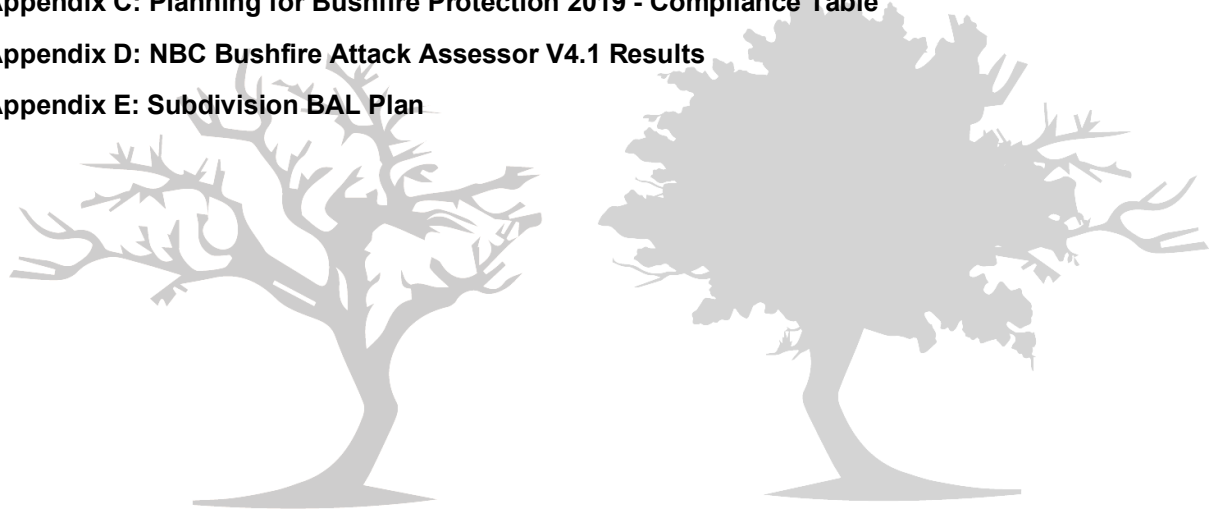 Appendix C: Planning for Bushfire Protection 2019 - Compliance Table
Appendix D: NBC Bushfire Attack Assessor V4.1 Results
Appendix E: Subdivision BAL Plan